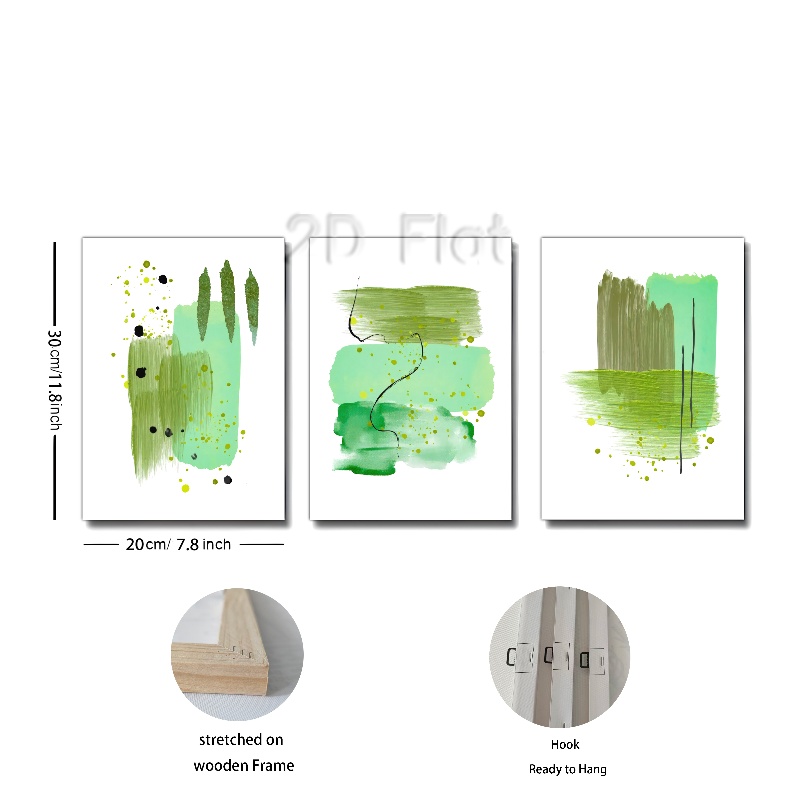 2D Flat
30cm/11.8inch
20cm/ 7.8 inch
stretched on
wooden Frame
Hook
Ready to Hang